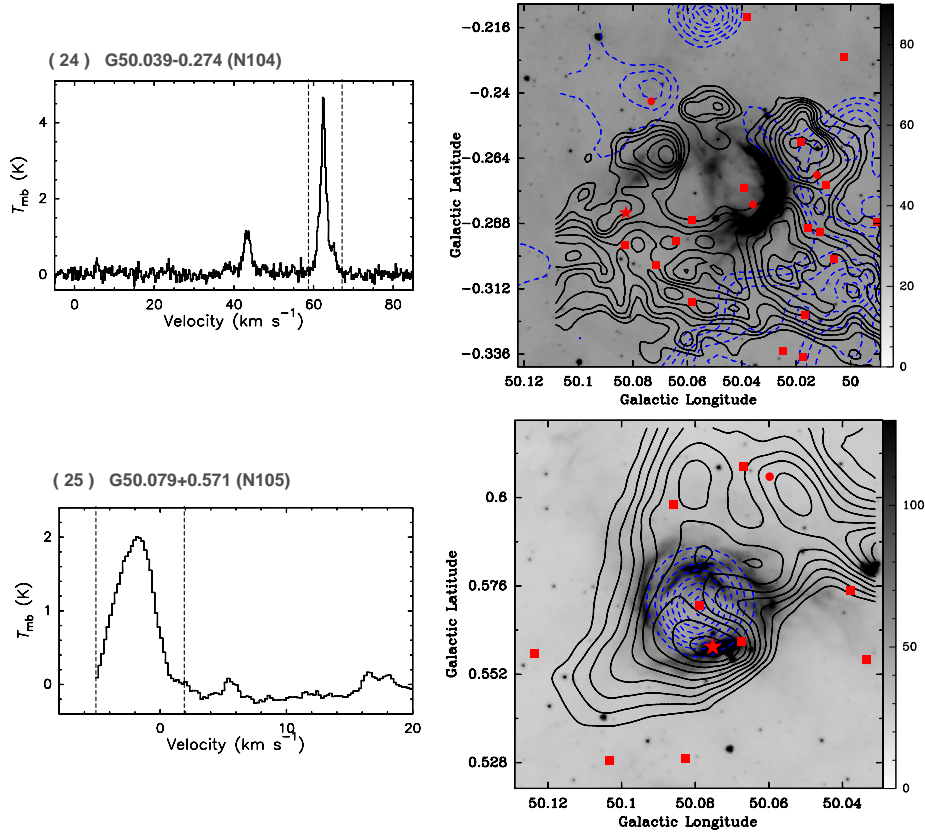 ( 24 ) G50.039-0.274 (N104)
Tmb (K)
4
2
0
0 20 40 60 80
Velocity (km s−1)
Galactic Latitude
−0.216
−0.24
−0.264
−0.288
−0.312
−0.336
50.12 50.1 50.08 50.06 50.04 50.02 50
Galactic Longitude
80
60
40
20
0
( 25 ) G50.079+0.571 (N105)
Tmb (K)
2
1
0
0 10 20
Velocity (km s−1)
Galactic Latitude
0.6
0.576
0.552
0.528
50.12 50.1 50.08 50.06 50.04
Galactic Longitude
100
50
0